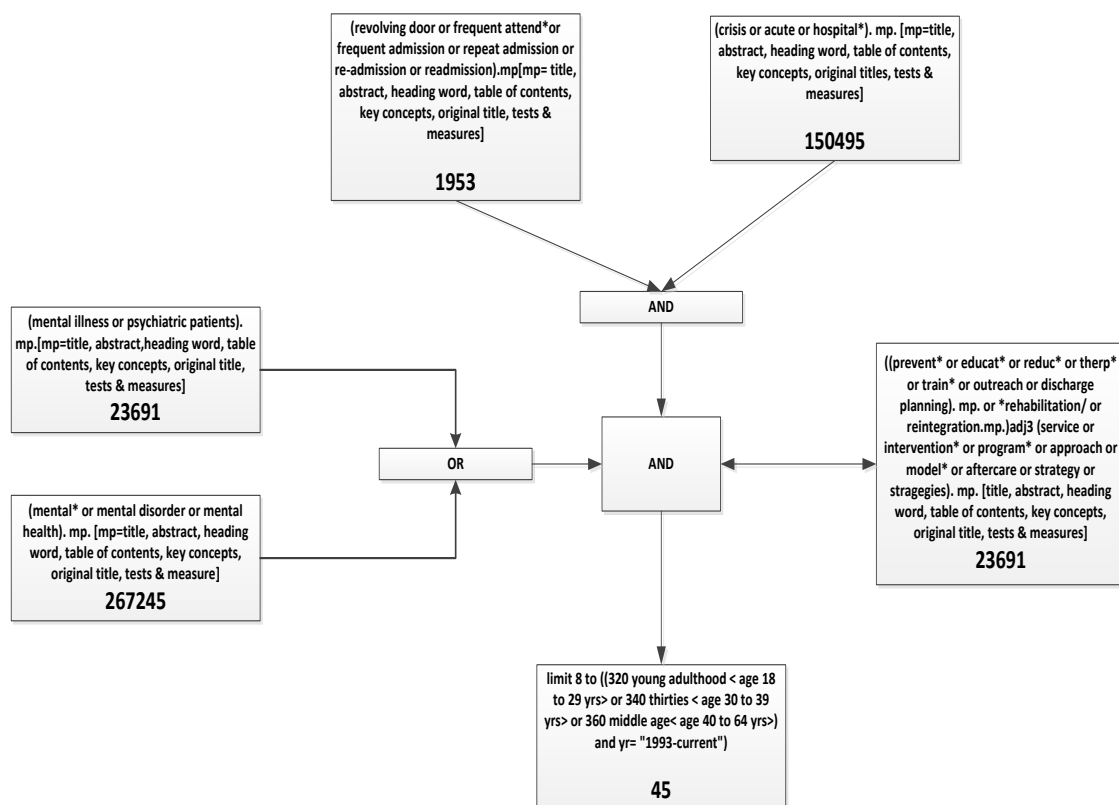 (revolving door or frequent attend*or
frequent admission or repeat admission or
re-admission or readmission).mp[mp= title,
abstract, heading word, table of contents,
key concepts, original title, tests &
measures]
1953
(crisis or acute or hospital*). mp. [mp=title,
abstract, heading word, table of contents,
key concepts, original titles, tests &
measures]
150495
AND
(mental illness or psychiatric patients).
mp.[mp=title, abstract,heading word, table
of contents, key concepts, original title,
tests & measures]
23691
OR
(mental* or mental disorder or mental
health). mp. [mp=title, abstract, heading
word, table of contents, key concepts,
original title, tests & measure]
267245
AND
((prevent* or educat* or reduc* or therp*
or train* or outreach or discharge
planning). mp. or *rehabilitation/ or
reintegration.mp.)adj3 (service or
intervention* or program* or approach or
model* or aftercare or strategy or
stragegies). mp. [title, abstract, heading
word, table of contents, key concepts,
original title, tests & measures]
23691
limit 8 to ((320 young adulthood < age 18
to 29 yrs> or 340 thirties < age 30 to 39
yrs> or 360 middle age< age 40 to 64 yrs>)
and yr= "1993-current")
45